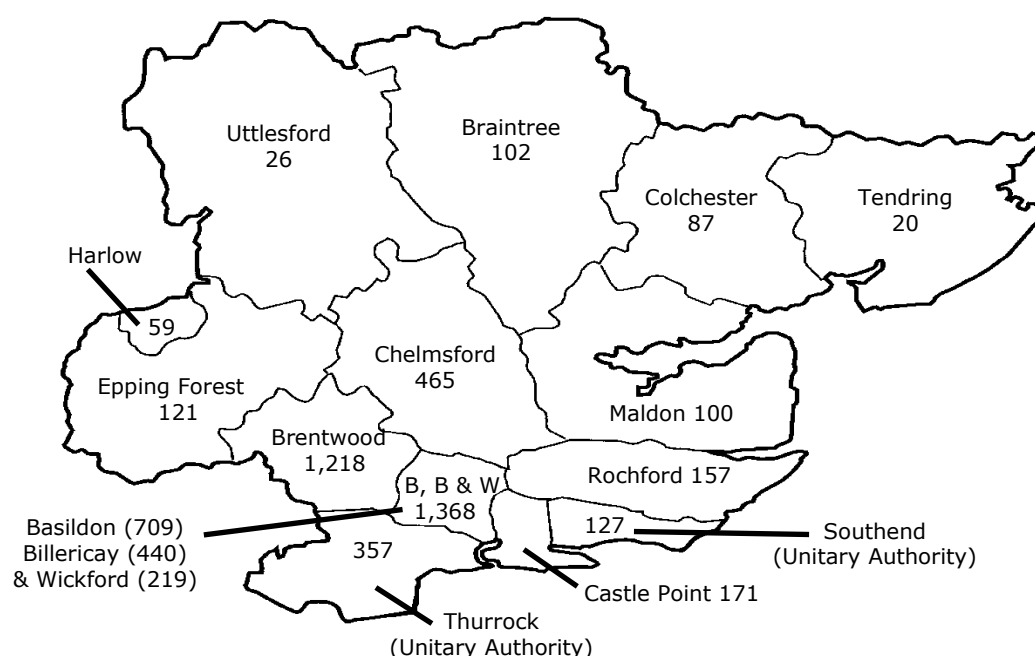 Uttlesford
26
Braintree
102
Colchester
87
Tendring
20
Harlow
59
Epping Forest
121
Chelmsford
465
Maldon 100
Brentwood
1,218
Rochford 157
B, B & W
1,368
Basildon (709)
Billericay (440)
& Wickford (219)
127
Southend
(Unitary Authority)
357
Castle Point 171
Thurrock
(Unitary Authority)